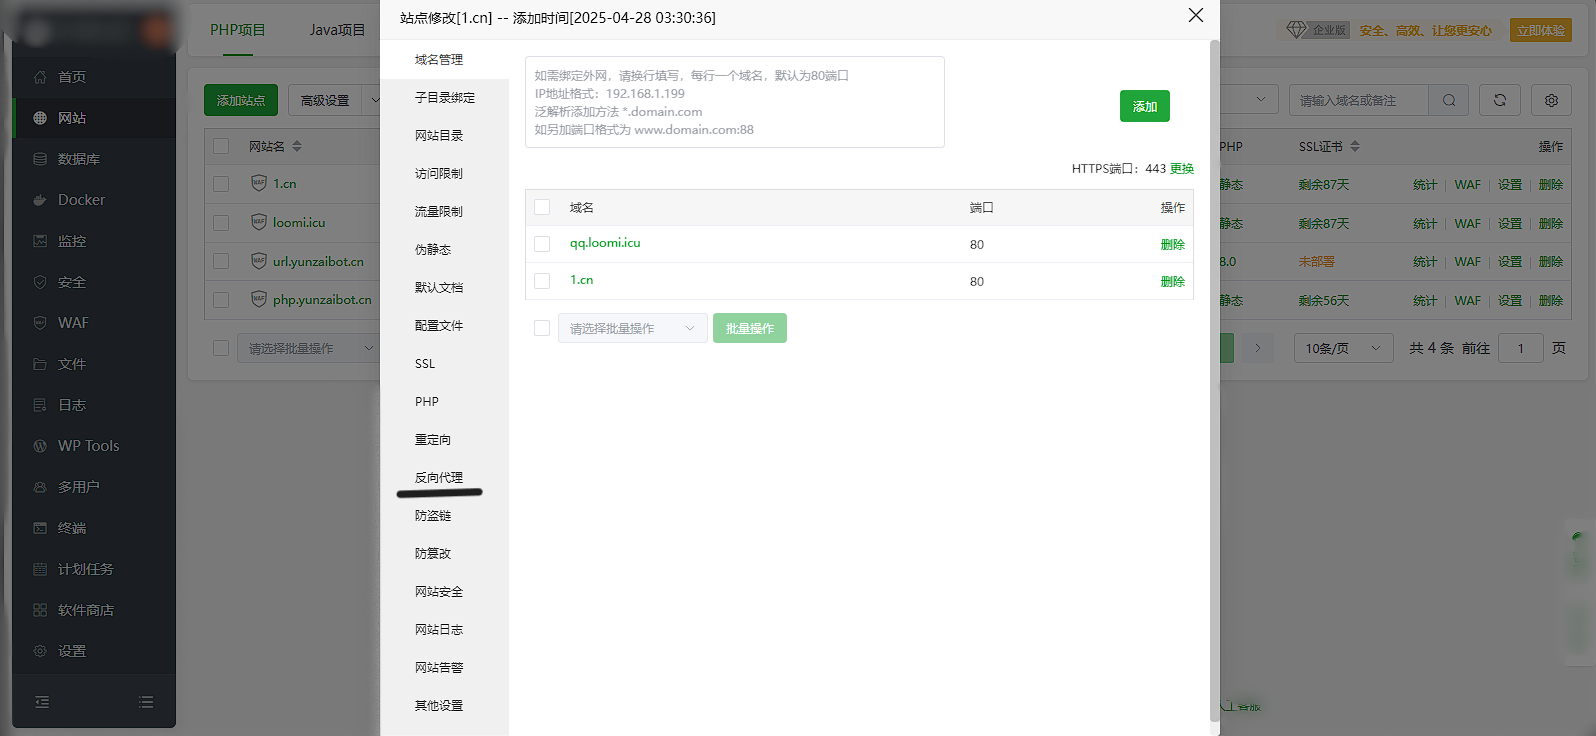 站点修改[1.cn] -- 添加时间[2025-04-28 03:30:36]
PHP项目
Java项目
企业版
安全、高效、让您更安心
立即体验
首页
网站
数据库
Docker
监控
安全
WAF
文件
日志
WP Tools
多用户
终端
计划任务
软件商店
设置
添加站点
高级设置
网站名
1.cn
loomi.icu
url.yunzaibot.cn
php.yunzaibot.cn
请选择批量操作
域名管理
子目录绑定
网站目录
访问限制
流量限制
伪静态
默认文档
配置文件
SSL
PHP
重定向
反向代理
防盗链
防篡改
网站安全
网站日志
网站告警
其他设置
如需绑定外网，请换行填写，每行一个域名，默认为80端口
IP地址格式：192.168.1.199
泛解析添加方法 *.domain.com
如另加端口格式为 www.domain.com:88
添加
HTTPS端口：443 更换
域名 端口 操作
qq.loomi.icu 80 删除
1.cn 80 删除
请选择批量操作
批量操作
请输入域名或备注
PHP SSL证书 操作
静态 剩余87天 统计 WAF 设置 删除
静态 剩余87天 统计 WAF 设置 删除
8.0 未部署 统计 WAF 设置 删除
静态 剩余56天 统计 WAF 设置 删除
10条/页 共 4 条 前往 1 页
人工客服